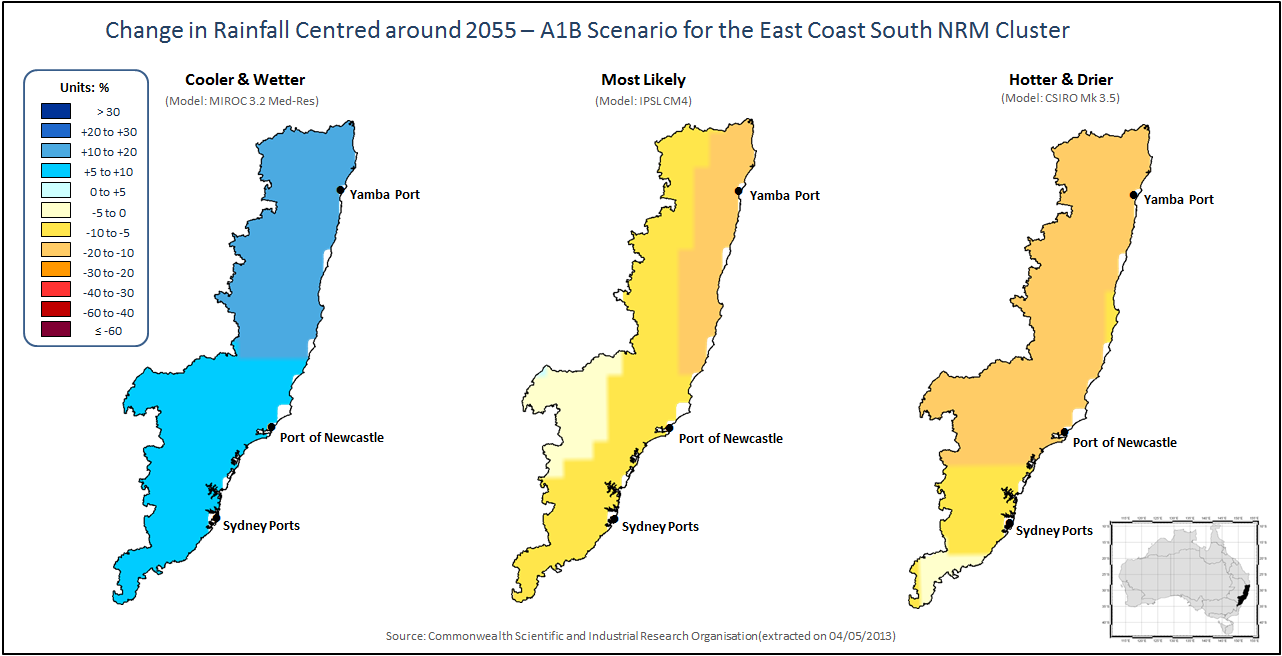 Change in Rainfall Centred around 2055 – A1B Scenario for the East Coast South NRM Cluster
Units: %
> 30
+20 to +30
+10 to +20
+5 to +10
0 to +5
-5 to 0
-10 to -5
-20 to -10
-30 to -20
-40 to -30
-60 to -40
≤ -60
Cooler & Wetter
(Model: MIROC 3.2 Med-Res)
Yamba Port
Port of Newcastle
Sydney Ports
Most Likely
(Model: IPSL CM4)
Yamba Port
Port of Newcastle
Sydney Ports
Hotter & Drier
(Model: CSIRO Mk 3.5)
Yamba Port
Port of Newcastle
Sydney Ports
Source: Commonwealth Scientific and Industrial Research Organisation(extracted on 04/05/2013)